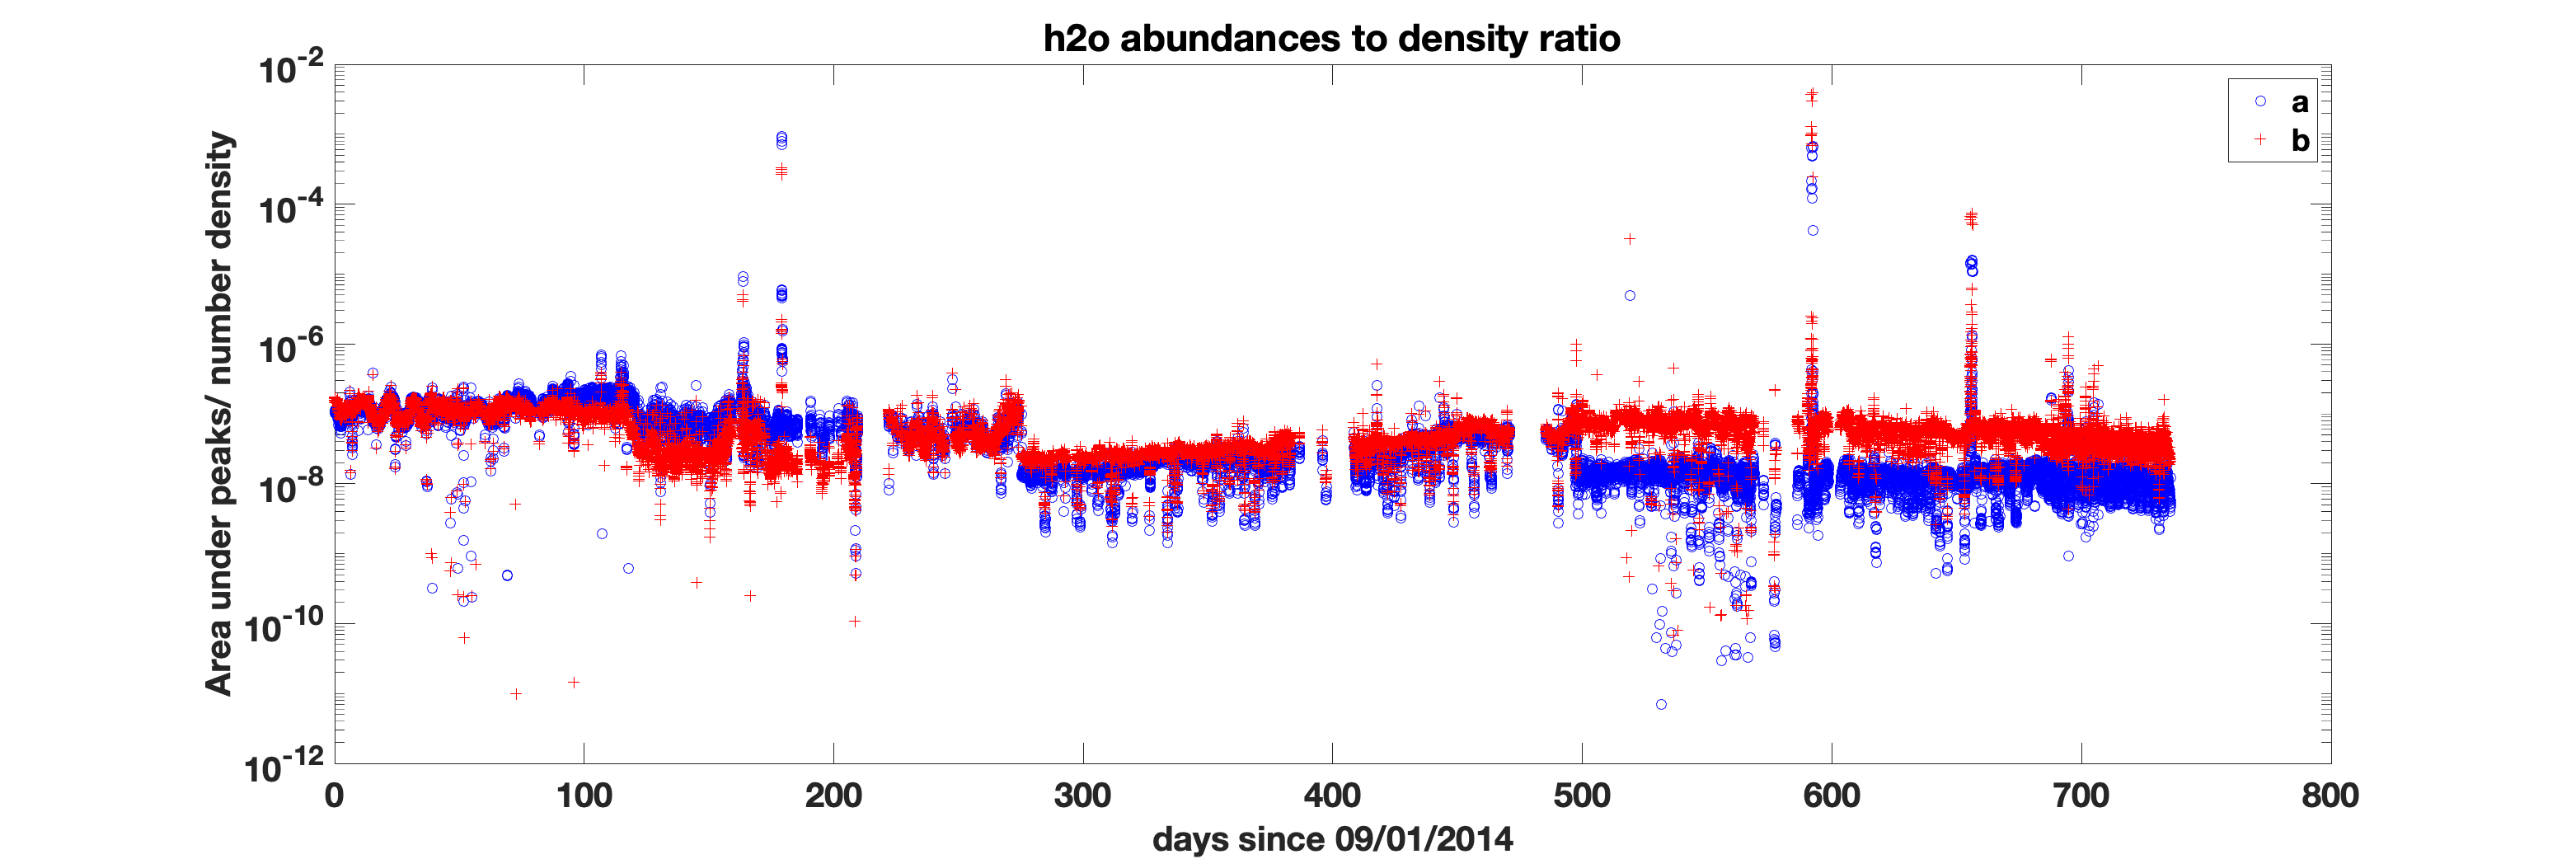 h2o abundances to density ratio
Area under peaks/ number density
10-2
10-4
10-6
10-8
10-10
10-12
0 100 200 300 400 500 600 700 800
days since 09/01/2014
a
b